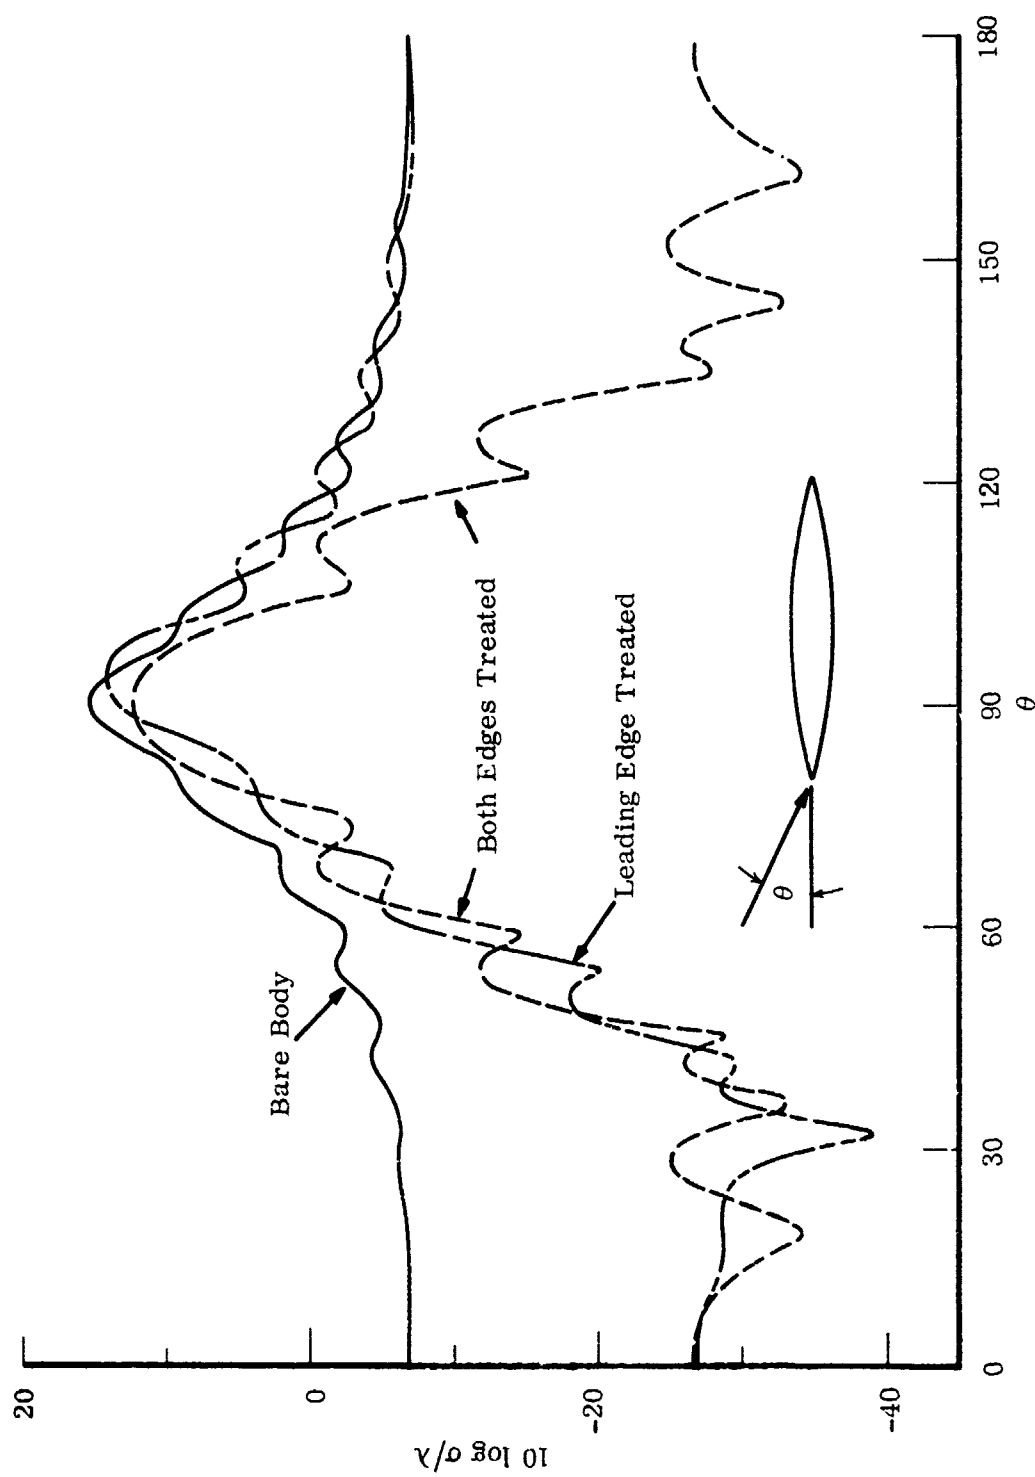 20
0
-20
-40
10 log σ/λ
Bare Body
Both Edges Treated
Leading Edge Treated
θ
0
30
60
90
120
150
180
θ